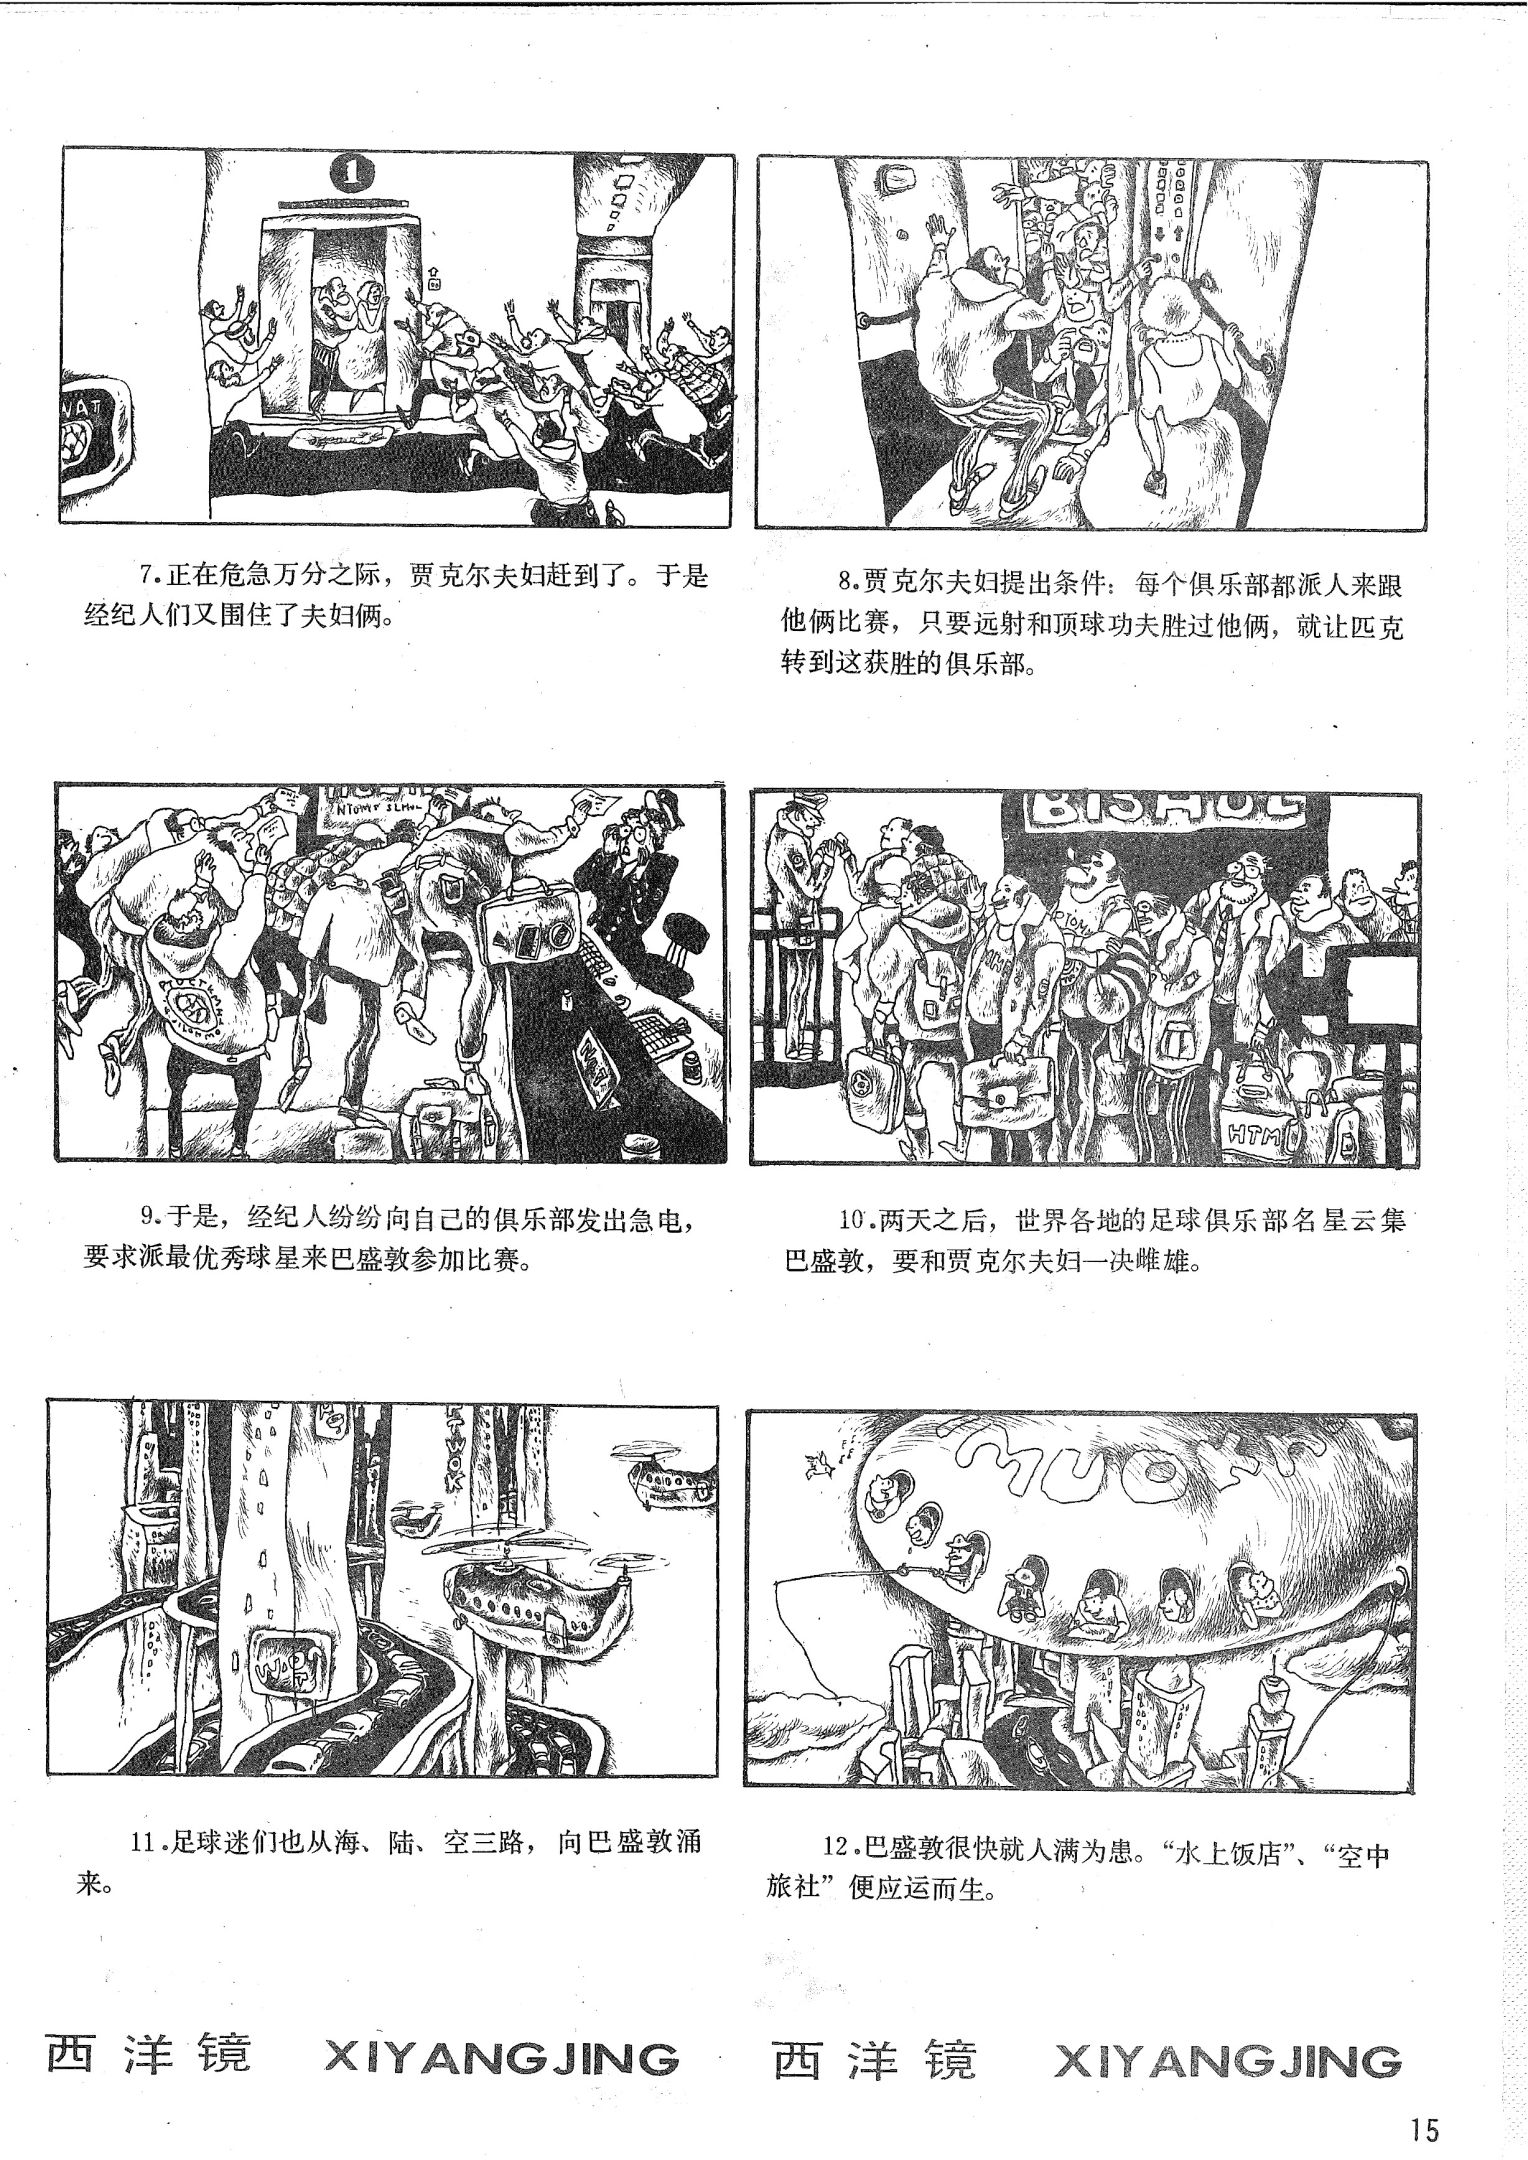 1
WAT
7.正在危急万分之际，贾克尔夫妇赶到了。于是
经纪人们又围住了夫妇俩。
8.贾克尔夫妇提出条件：每个俱乐部都派人来跟
他俩比赛，只要远射和顶球功夫胜过他俩，就让匹克
转到这获胜的俱乐部。
BISHOL
HTM
9.于是，经纪人纷纷向自己的俱乐部发出急电，
要求派最优秀球星来巴盛敦参加比赛。
10.两天之后，世界各地的足球俱乐部名星云集
巴盛敦，要和贾克尔夫妇一决雌雄。
TWOK
MUOKP
11.足球迷们也从海、陆、空三路，向巴盛敦涌
来。
12.巴盛敦很快就人满为患。“水上饭店”、“空中
旅社”便应运而生。
西洋镜 XIYANGJING 西洋镜 XIYANGJING
15